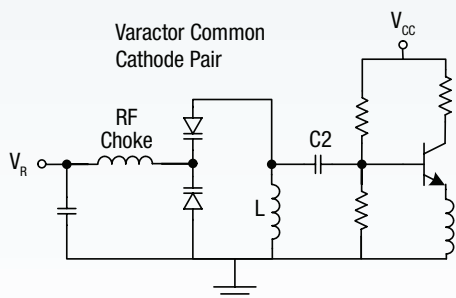 Varactor Common
Cathode Pair
V_CC
RF
Choke
C2
V_R
L